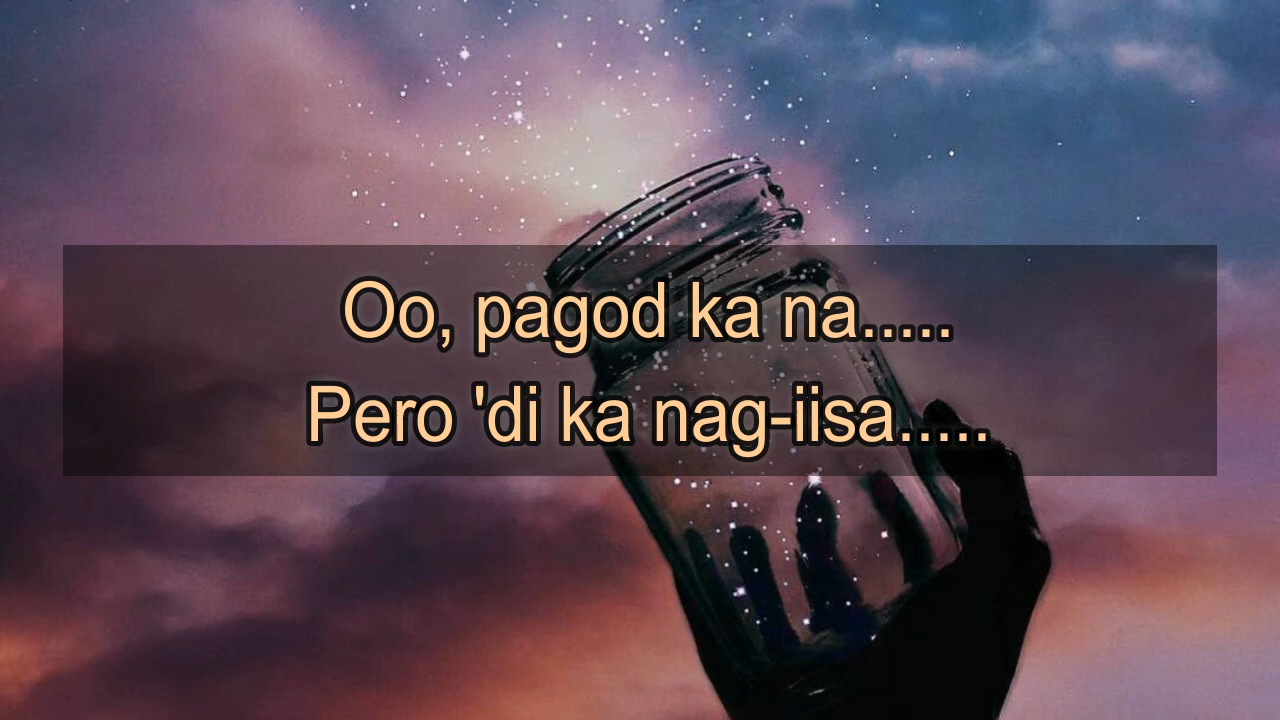 Oo, pagod ka na.....
Pero 'di ka nag-iisa.....